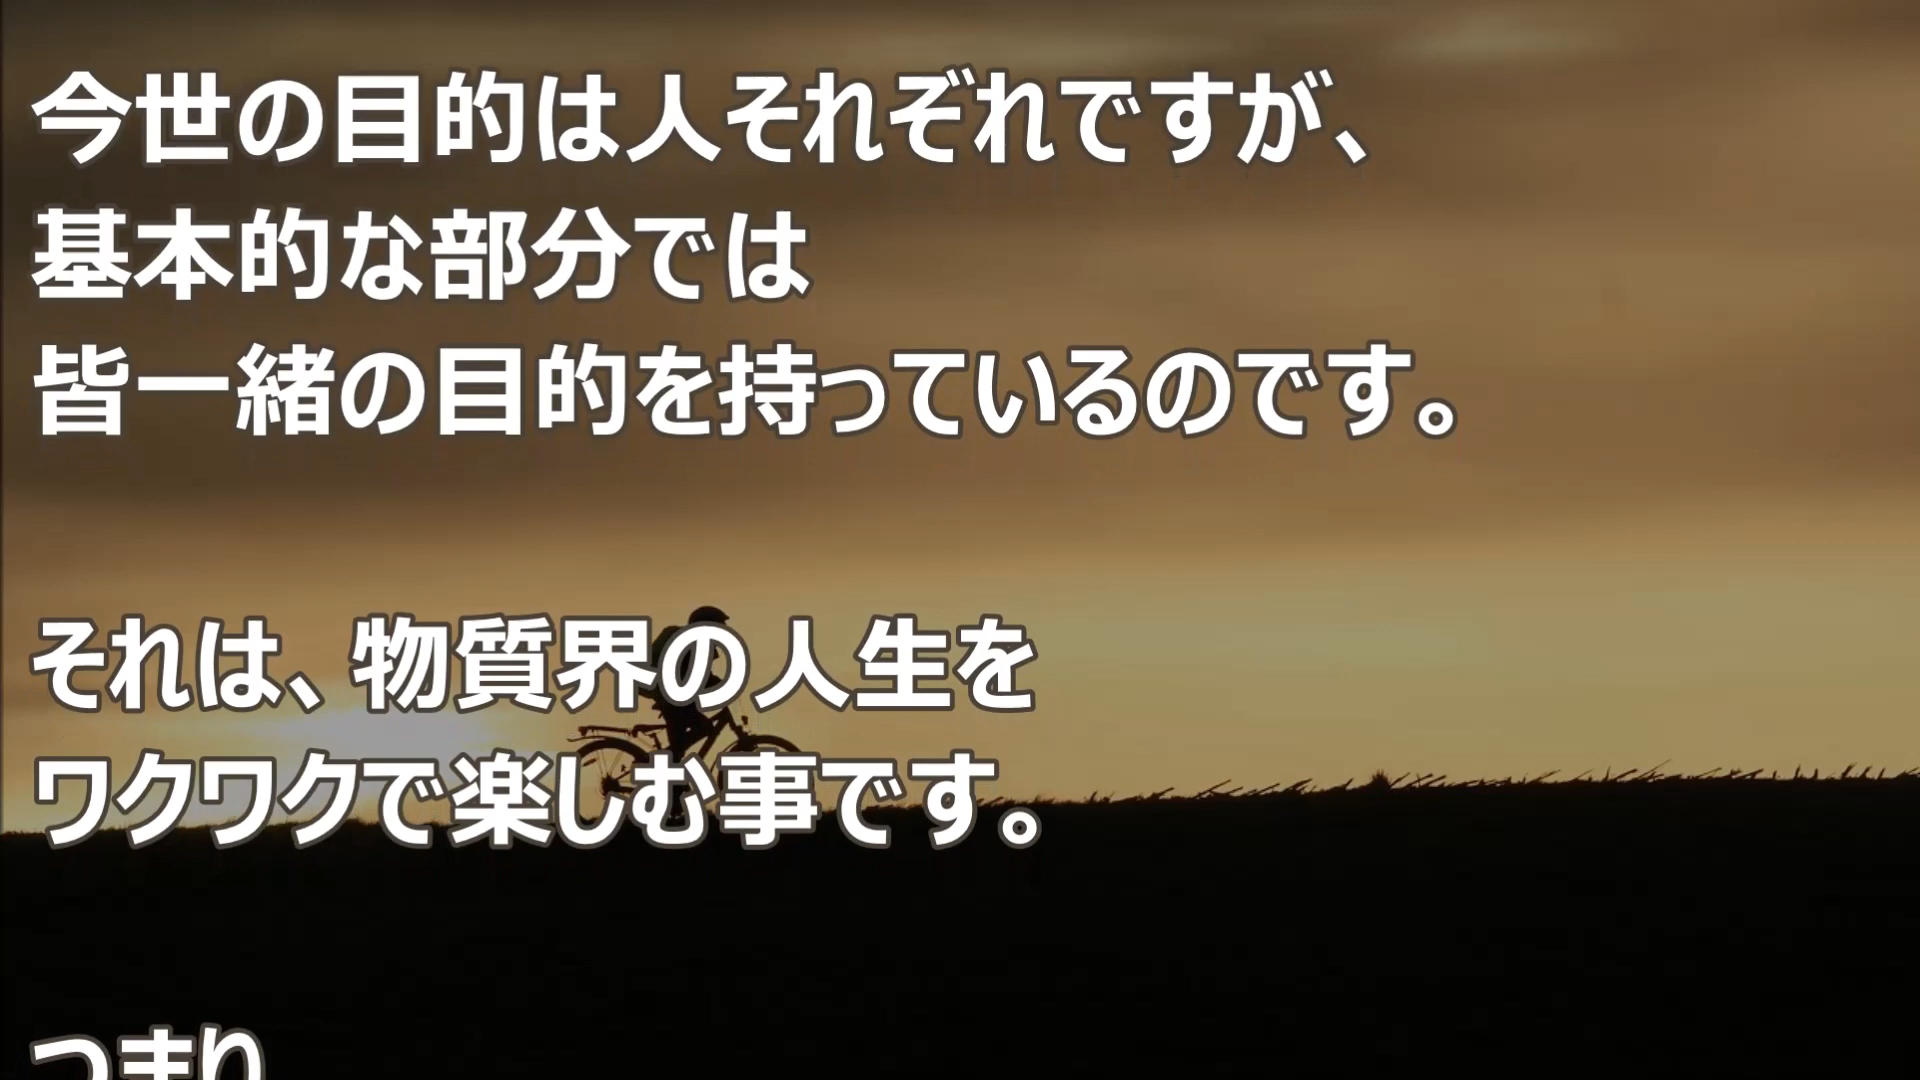 今世の目的は人それぞれですが、
基本的な部分では
皆一緒の目的を持っているのです。
それは、物質界の人生を
ワクワクで楽しむ事です。
つまり